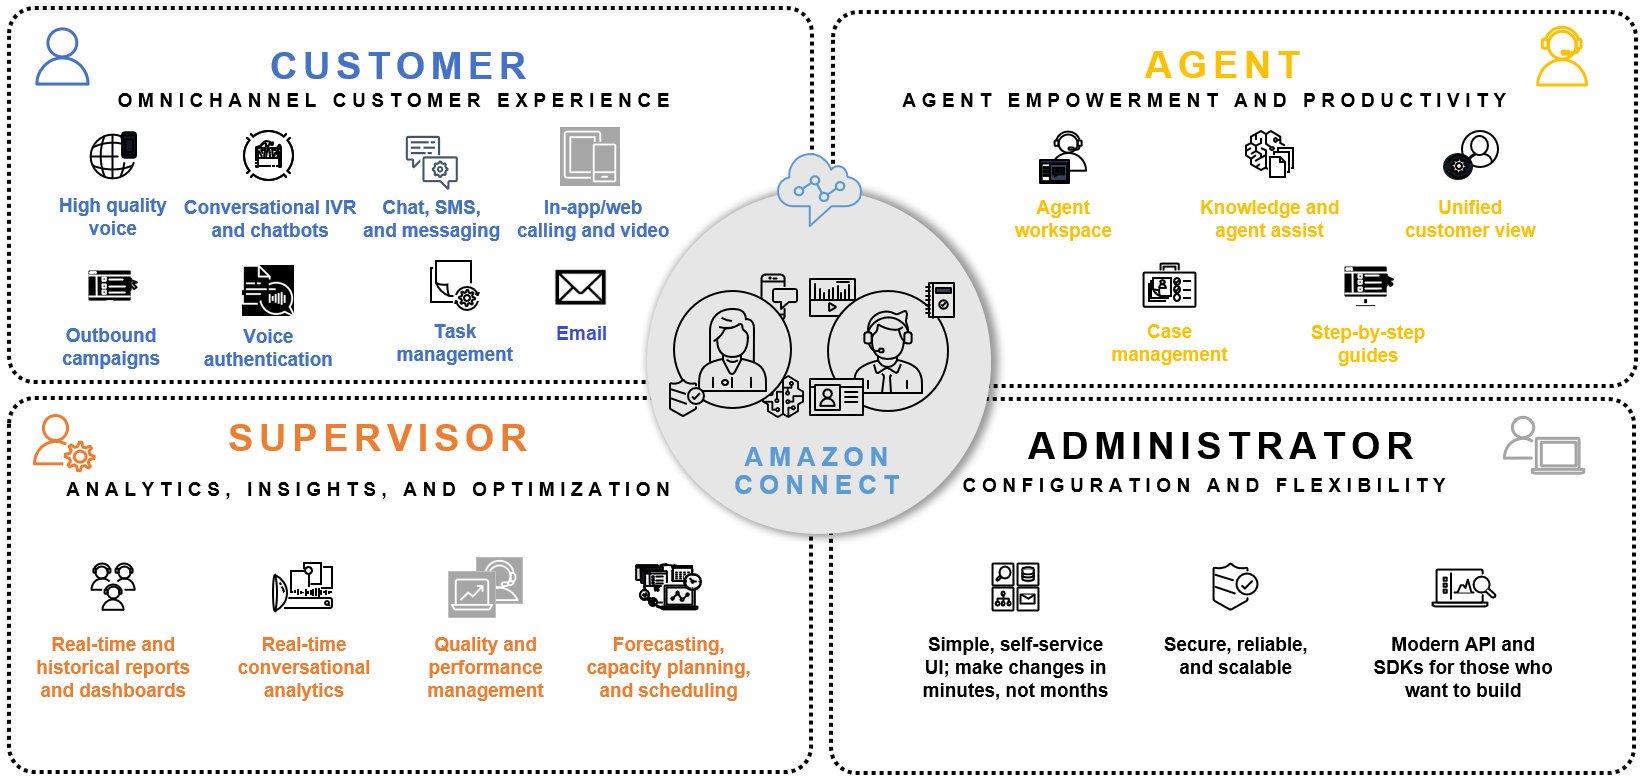 CUSTOMER
OMNICHANNEL CUSTOMER EXPERIENCE
High quality
voice
Conversational IVR
and chatbots
Chat, SMS,
and messaging
In-app/web
calling and video
Outbound
campaigns
Voice
authentication
Task
management
Email
AGENT
AGENT EMPOWERMENT AND PRODUCTIVITY
Agent
workspace
Knowledge and
agent assist
Unified
customer view
Case
management
Step-by-step
guides
AMAZON
CONNECT
SUPERVISOR
ANALYTICS, INSIGHTS, AND OPTIMIZATION
Real-time and
historical reports
and dashboards
Real-time
conversational
analytics
Quality and
performance
management
Forecasting,
capacity planning,
and scheduling
ADMINISTRATOR
CONFIGURATION AND FLEXIBILITY
Simple, self-service
UI; make changes in
minutes, not months
Secure, reliable,
and scalable
Modern API and
SDKs for those who
want to build